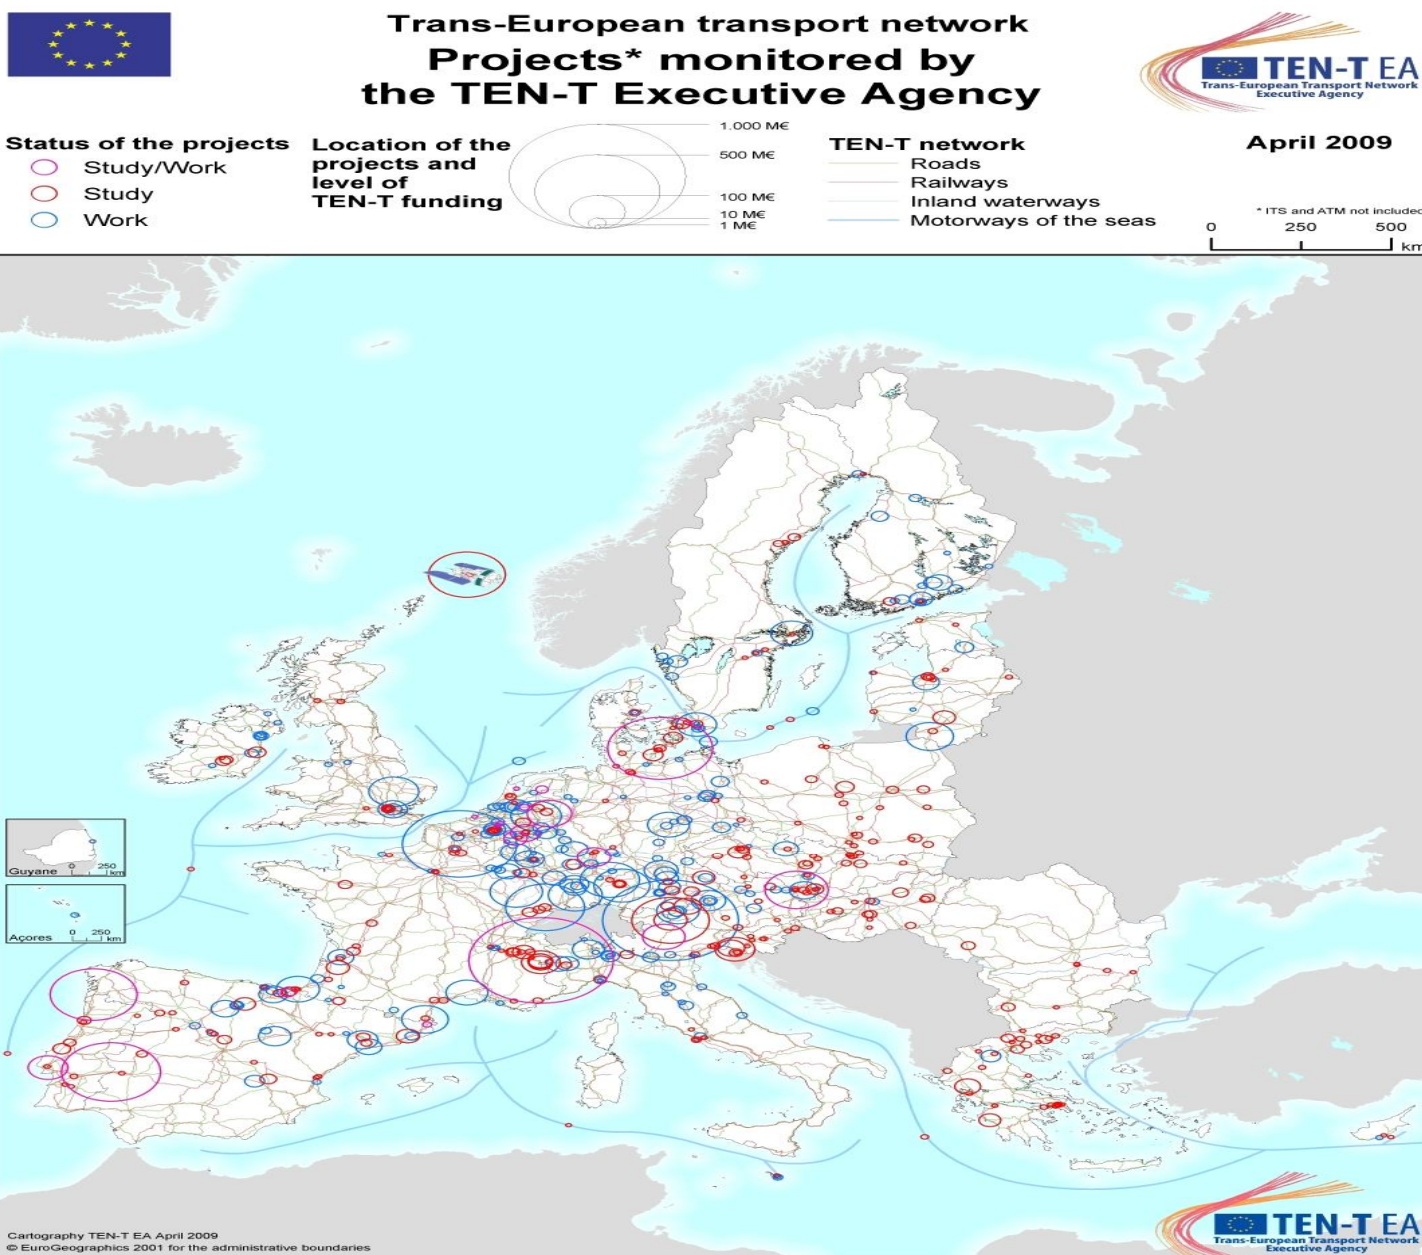 Trans-European transport network
Projects* monitored by
the TEN-T Executive Agency
TEN-T EA
Trans-European Transport Network
Executive Agency
Status of the projects
Study/Work
Study
Work
Location of the
projects and
level of
TEN-T funding
1.000 M€
500 M€
100 M€
10 M€
1 M€
TEN-T network
Roads
Railways
Inland waterways
Motorways of the seas
April 2009
* ITS and ATM not included
0 250 500
km
Guyane
0 250
km
Açores
0 250
km
Cartography TEN-T EA April 2009
© EuroGeographics 2001 for the administrative boundaries
TEN-T EA
Trans-European Transport Network
Executive Agency